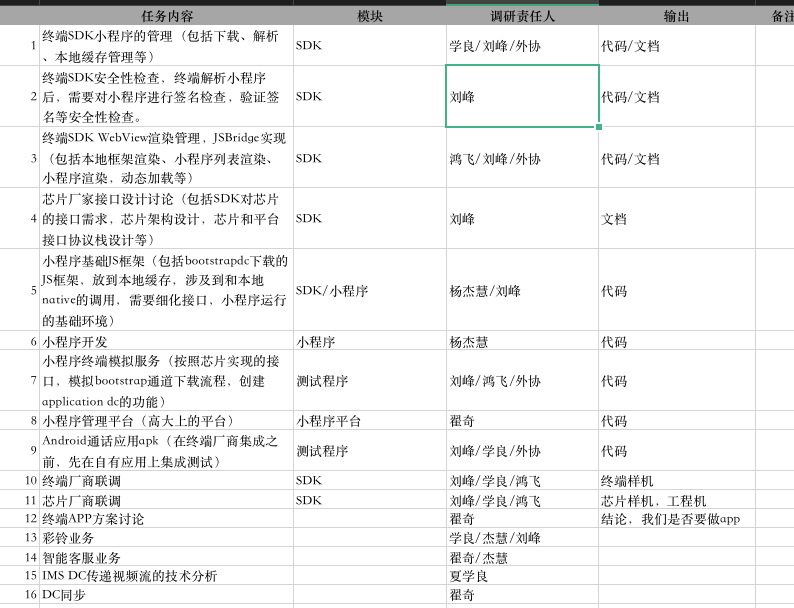 任务内容 模块 调研责任人 输出 备注
终端SDK小程序的管理（包括下载、解析
1 SDK 学良/刘峰/外协 代码/文档
、本地缓存管理等）
终端SDK安全性检查，终端解析小程序
2 后，需要对小程序进行签名检查，验证签 SDK 刘峰 代码/文档
名等安全性检查。
终端SDK WebView渲染管理，JSBridge实现
3 （包括本地框架渲染、小程序列表渲染、 SDK 鸿飞/刘峰/外协 代码/文档
小程序渲染，动态加载等）
芯片厂家接口设计讨论（包括SDK对芯片
4 的接口需求，芯片架构设计，芯片和平台 SDK 刘峰 文档
接口协议栈设计等）
小程序基础JS框架（包括bootstrapdc下载的
JS框架，放到本地缓存，涉及到和本地
5 SDK/小程序 杨杰慧/刘峰 代码
native的调用，需要细化接口，小程序运行
的基础环境）
6 小程序开发 小程序 杨杰慧 代码
小程序终端模拟服务（按照芯片实现的接
7 口，模拟bootstrap通道下载流程，创建 测试程序 刘峰/鸿飞/外协 代码
application dc的功能）
8 小程序管理平台（高大上的平台） 小程序平台 翟奇 代码
Android通话应用apk（在终端厂商集成之
9 测试程序 刘峰/学良/外协 代码
前，先在自有应用上集成测试）
10 终端厂商联调 SDK 刘峰/学良/鸿飞 终端样机
11 芯片厂商联调 SDK 刘峰/学良/鸿飞 芯片样机，工程机
12 终端APP方案讨论 翟奇 结论，我们是否要做app
13 彩铃业务 学良/杰慧/刘峰
14 智能客服业务 翟奇/杰慧
15 IMS DC传递视频流的技术分析 夏学良
16 DC同步 翟奇